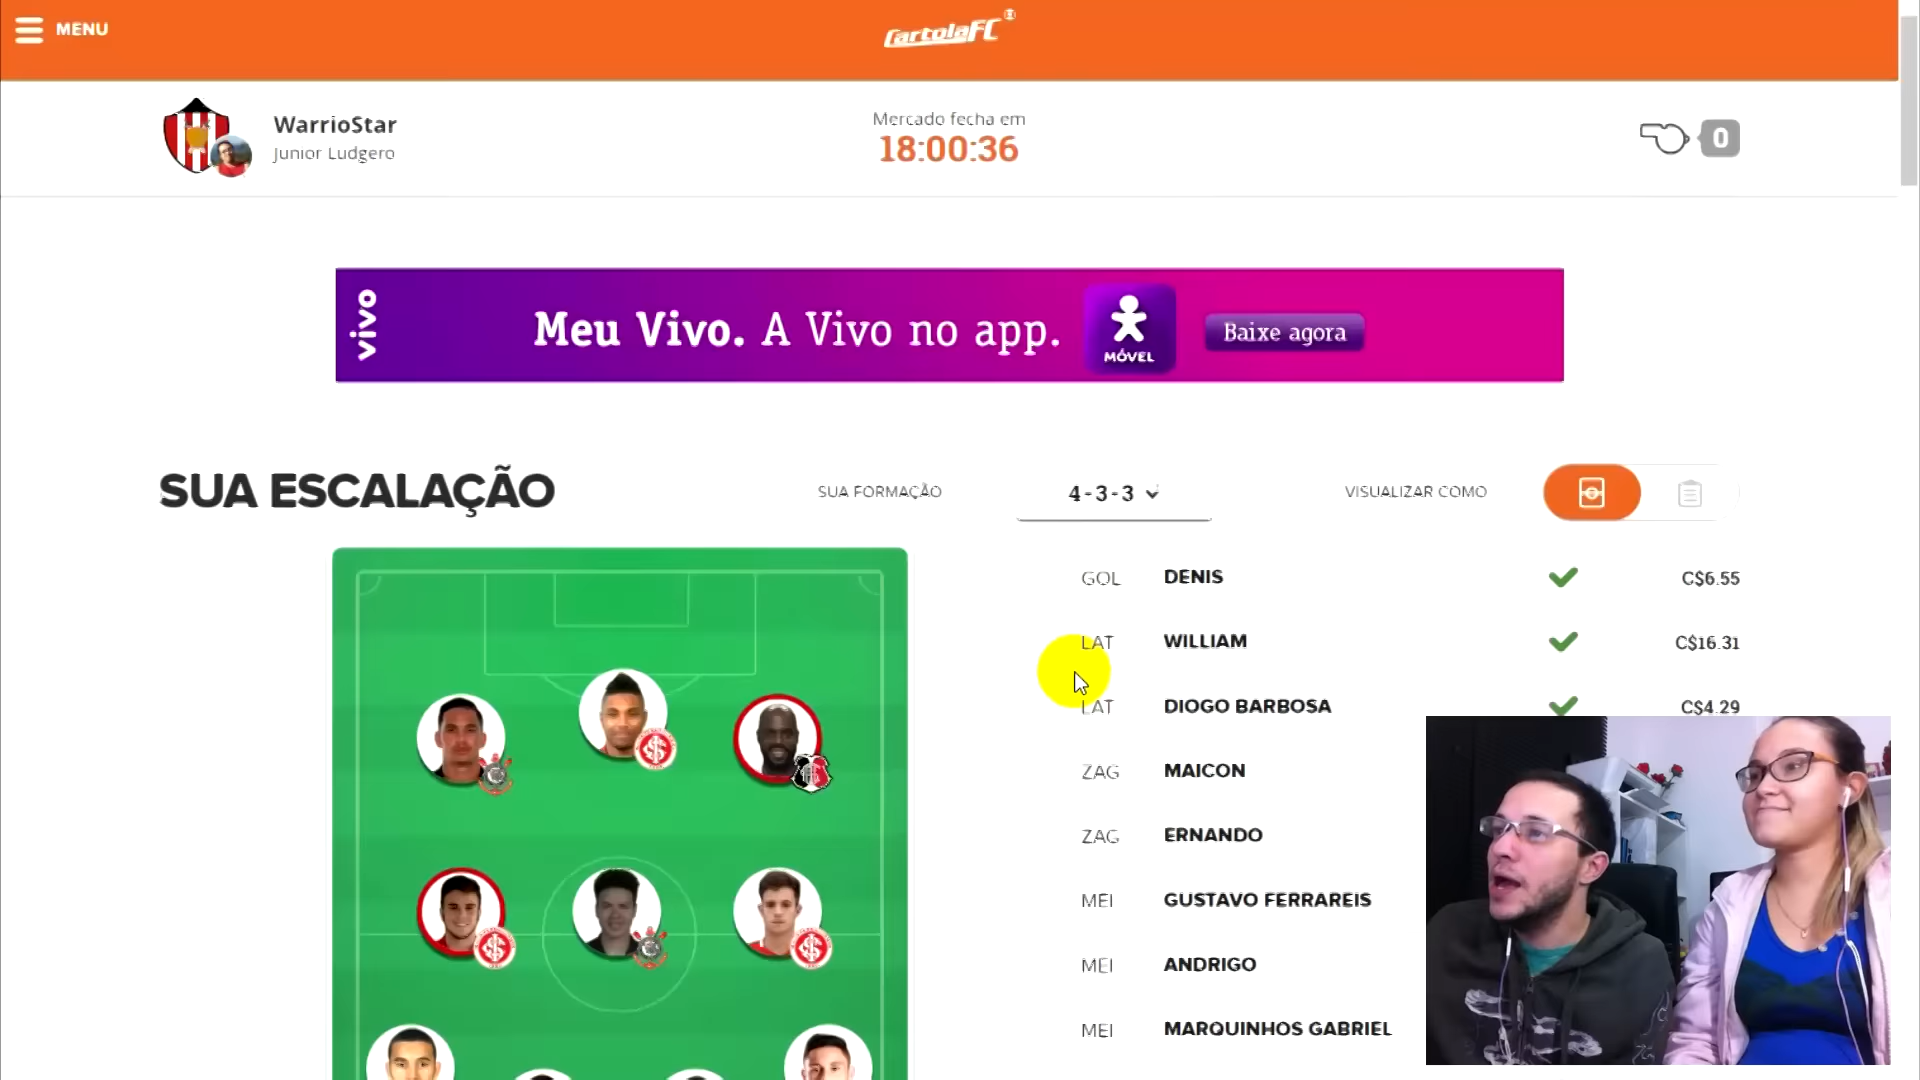 MENU
CartolaFC
WarrioStar
Junior Ludgero
Mercado fecha em
18:00:36
0
vivo
Meu Vivo. A Vivo no app.
MÓVEL
Baixe agora
SUA ESCALAÇÃO
SUA FORMAÇÃO
4-3-3
VISUALIZAR COMO
GOL DENIS C$6.55
LAT WILLIAM C$16.31
LAT DIOGO BARBOSA C$4.29
ZAG MAICON
ZAG ERNANDO
MEI GUSTAVO FERRAREIS
MEI ANDRIGO
MEI MARQUINHOS GABRIEL